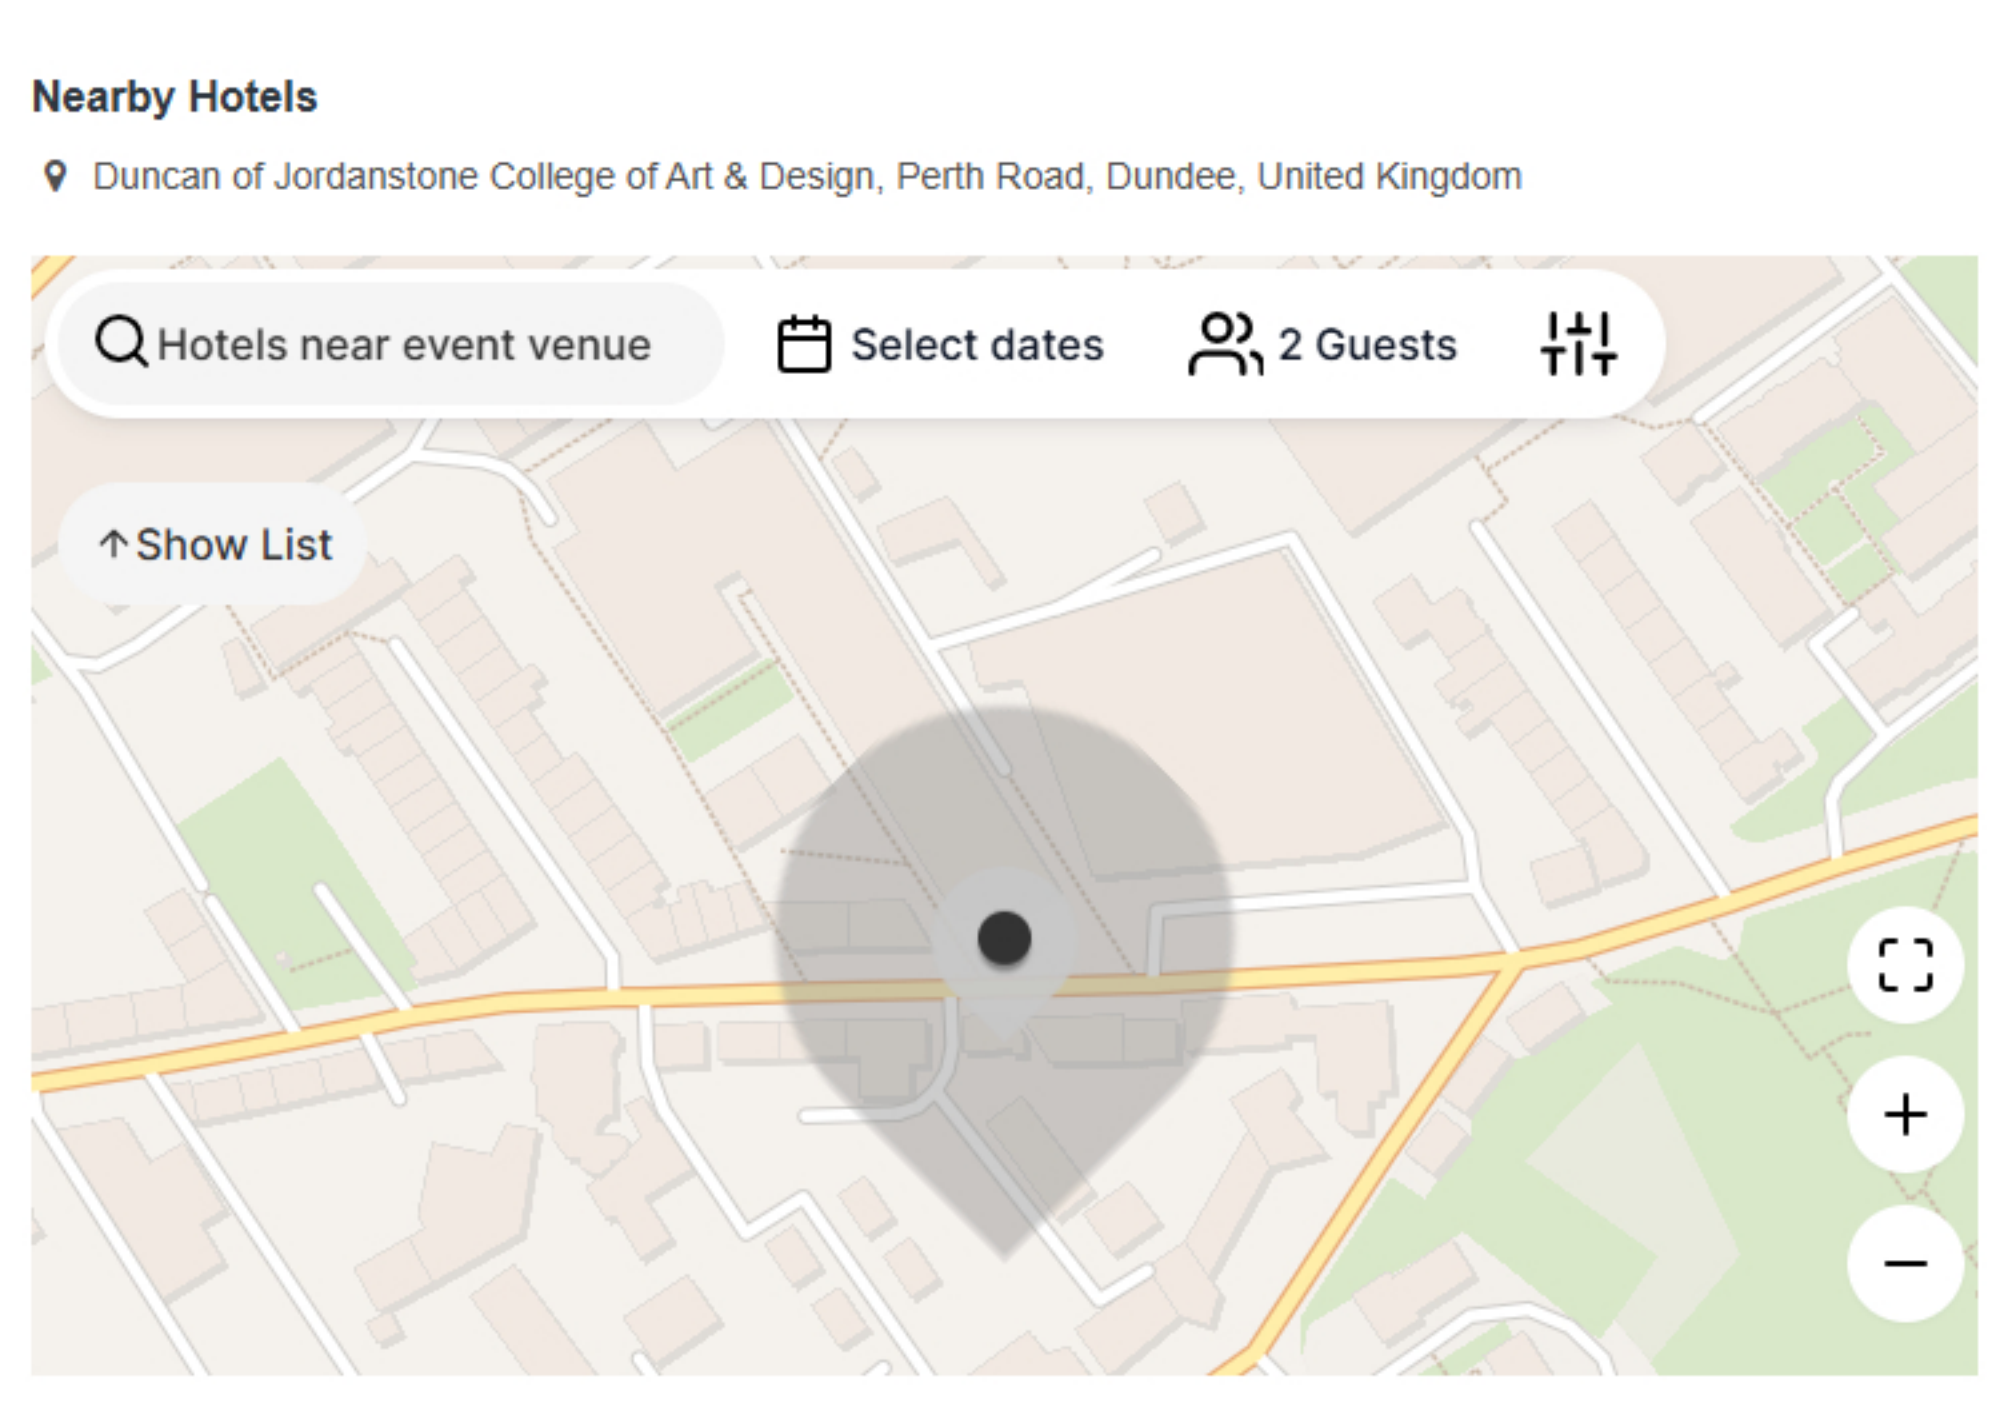 Nearby Hotels
Duncan of Jordanstone College of Art & Design, Perth Road, Dundee, United Kingdom
Hotels near event venue
Select dates
2 Guests
Show List